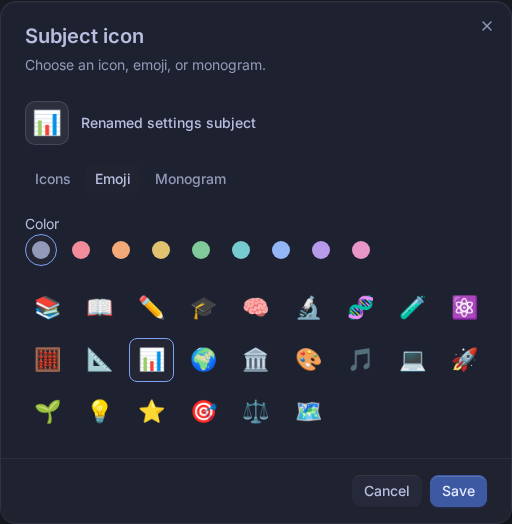 Subject icon
Choose an icon, emoji, or monogram.
Renamed settings subject
Icons Emoji Monogram
Color
Cancel Save